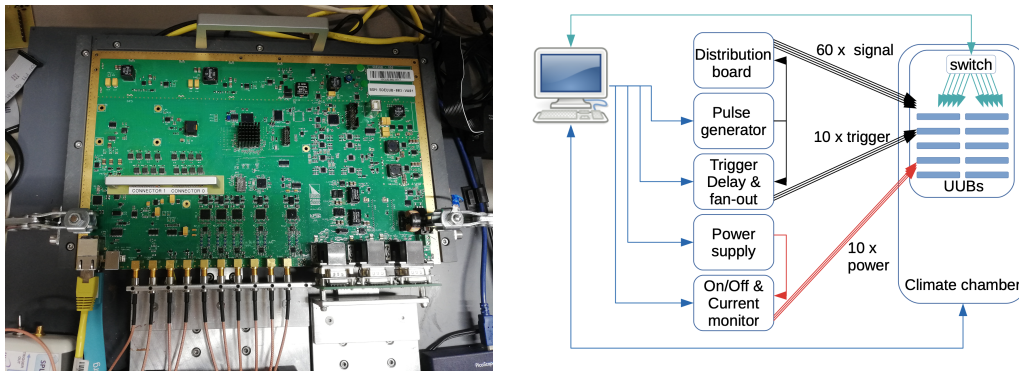 CONNECTOR 1 CONNECTOR 0
Distribution
board
Pulse
generator
Trigger
Delay &
fan-out
Power
supply
On/Off &
Current
monitor
60 x signal
10 x trigger
10 x
power
switch
UUBs
Climate chamber